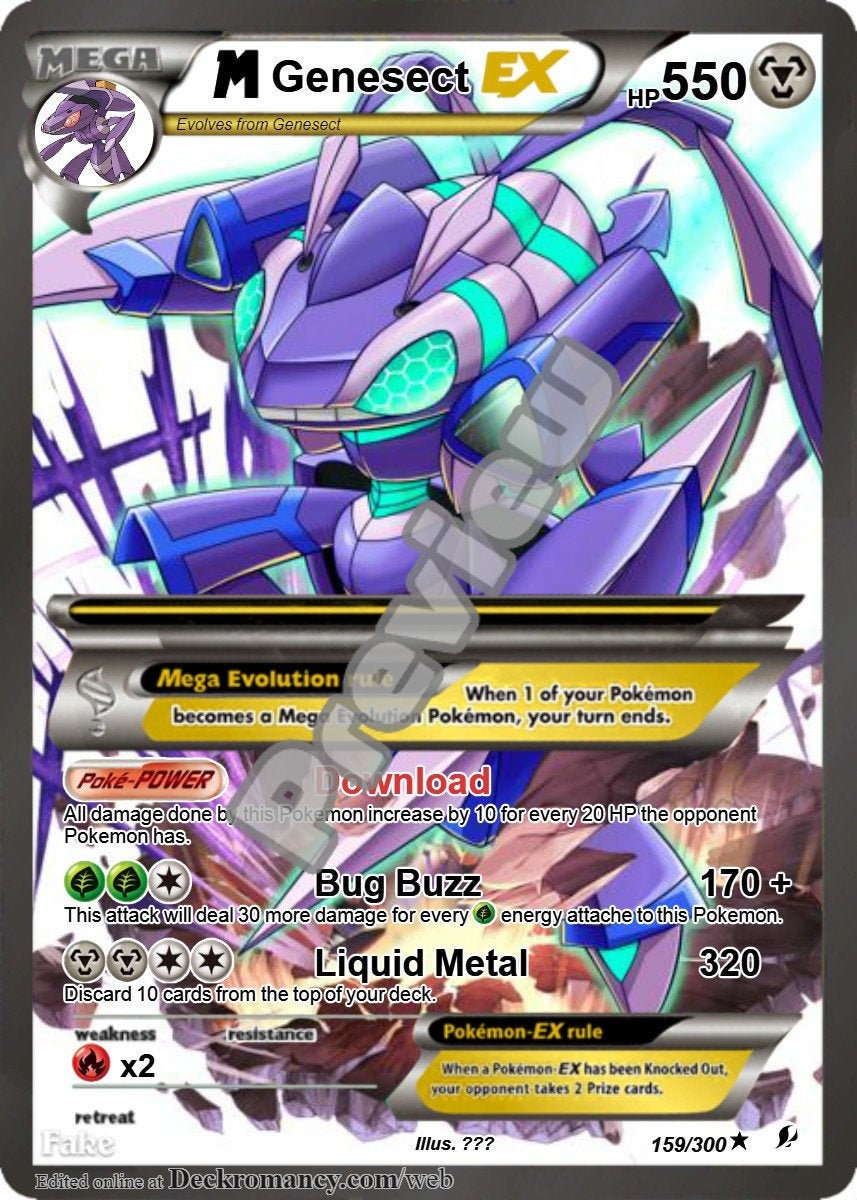 MEGA
M Genesect EX
HP 550
Evolves from Genesect
Mega Evolution rule
When 1 of your Pokémon
becomes a Mega Evolution Pokémon, your turn ends.
Preview
Poké-POWER Download
All damage done by this Pokemon increase by 10 for every 20 HP the opponent
Pokemon has.
Bug Buzz 170 +
This attack will deal 30 more damage for every energy attache to this Pokemon.
Liquid Metal 320
Discard 10 cards from the top of your deck.
weakness resistance
x2
Pokémon-EX rule
When a Pokémon-EX has been Knocked Out,
your opponent takes 2 Prize cards.
retreat
Fake
Illus. ???
159/300
Edited online at Deckromancy.com/web